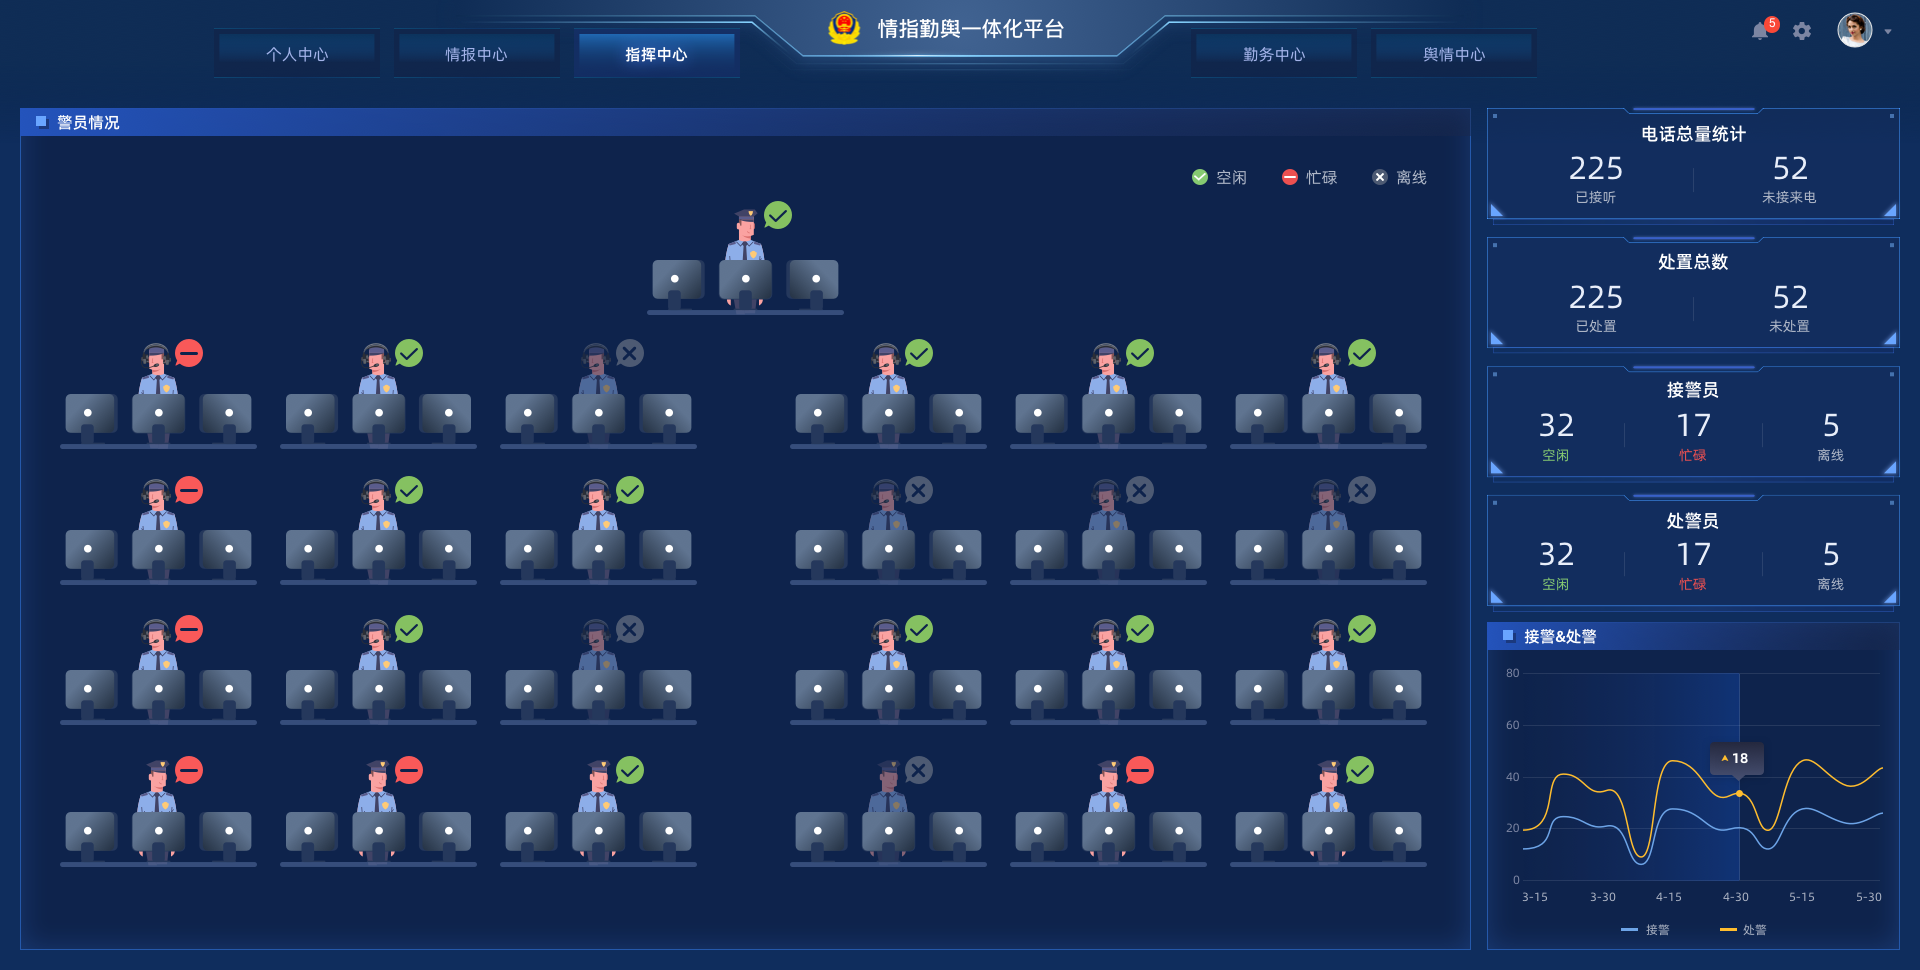 情指勤舆一体化平台
个人中心
情报中心
指挥中心
勤务中心
舆情中心
5
警员情况
空闲
忙碌
离线
电话总量统计
225
52
已接听
未接来电
处置总数
225
52
已处置
未处置
接警员
32
17
5
空闲
忙碌
离线
处警员
32
17
5
空闲
忙碌
离线
接警&处警
80
60
18
40
20
0
3-15
3-30
4-15
4-30
5-15
5-30
接警
处警